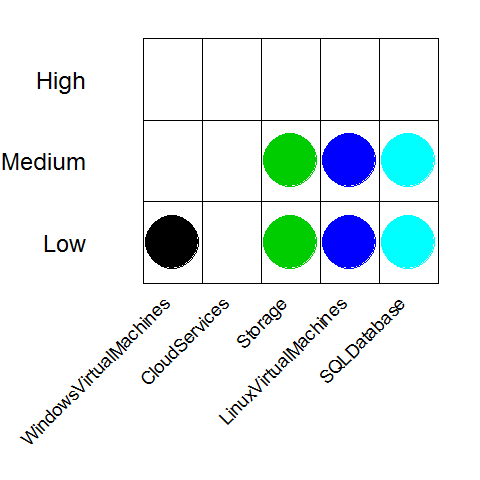 High
Medium
Low
WindowsVirtualMachines
CloudServices
Storage
LinuxVirtualMachines
SQLDatabase